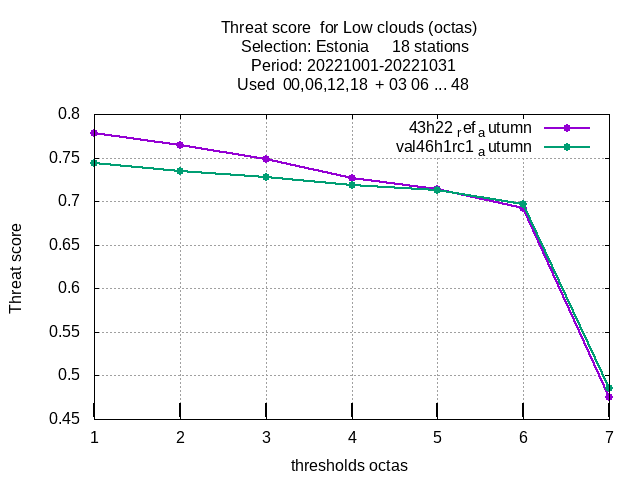 Threat score  for Low clouds (octas)
Selection: Estonia     18 stations
Period: 20221001-20221031
Used  00,06,12,18  + 03 06 ... 48
43h22 ref autumn
val46h1rc1 autumn
0.8
0.75
0.7
0.65
0.6
0.55
0.5
0.45
Threat score
1 2 3 4 5 6 7
thresholds octas